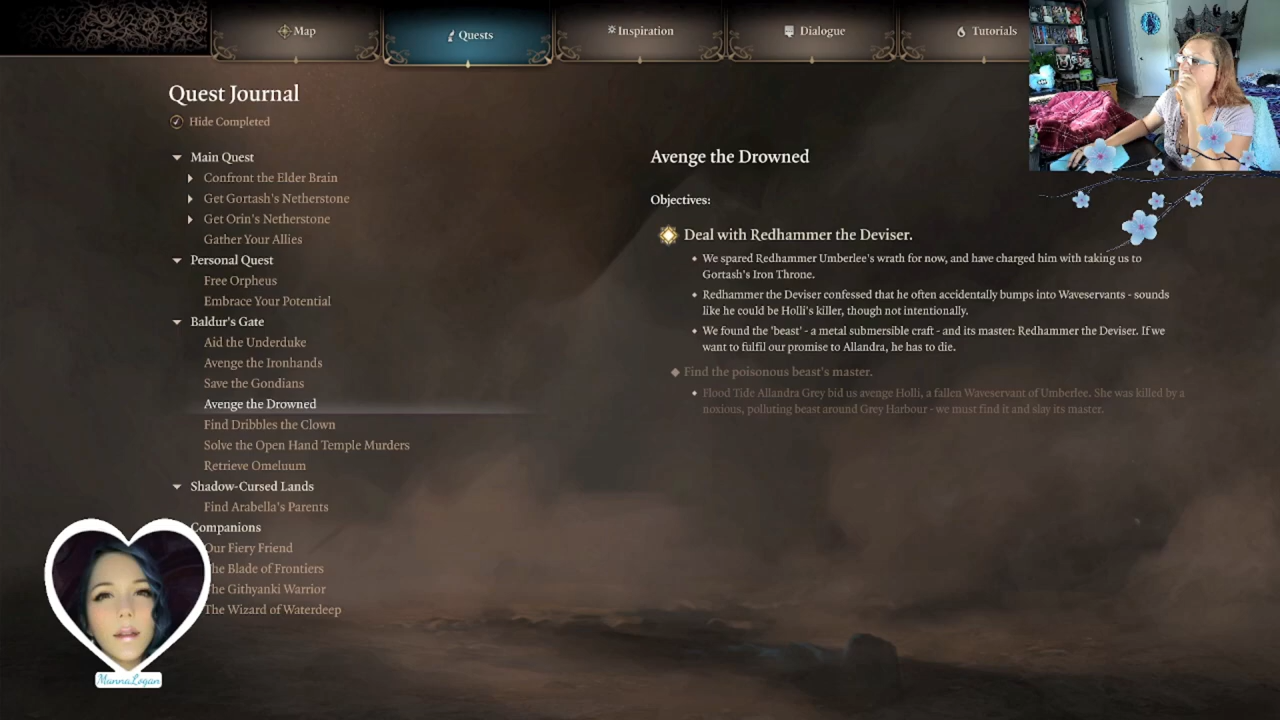 Map
Quests
Inspiration
Dialogue
Tutorials
Quest Journal
Hide Completed
Main Quest
Confront the Elder Brain
Get Gortash's Netherstone
Get Orin's Netherstone
Gather Your Allies
Personal Quest
Free Orpheus
Embrace Your Potential
Baldur's Gate
Aid the Underduke
Avenge the Ironhands
Save the Gondians
Avenge the Drowned
Find Dribbles the Clown
Solve the Open Hand Temple Murders
Retrieve Omeluum
Shadow-Cursed Lands
Find Arabella's Parents
Companions
Our Fiery Friend
The Blade of Frontiers
The Githyanki Warrior
The Wizard of Waterdeep
Avenge the Drowned
Objectives:
Deal with Redhammer the Deviser.
We spared Redhammer Umberlee's wrath for now, and have charged him with taking us to
Gortash's Iron Throne.
Redhammer the Deviser confessed that he often accidentally bumps into Waveservants - sounds
like he could be Holli's killer, though not intentionally.
We found the 'beast' - a metal submersible craft - and its master: Redhammer the Deviser. If we
want to fulfil our promise to Allandra, he has to die.
Find the poisonous beast's master.
Flood Tide Allandra Grey bid us avenge Holli, a fallen Waveservant of Umberlee. She was killed by a
noxious, polluting beast around Grey Harbour - we must find it and slay its master.
MannaLogan